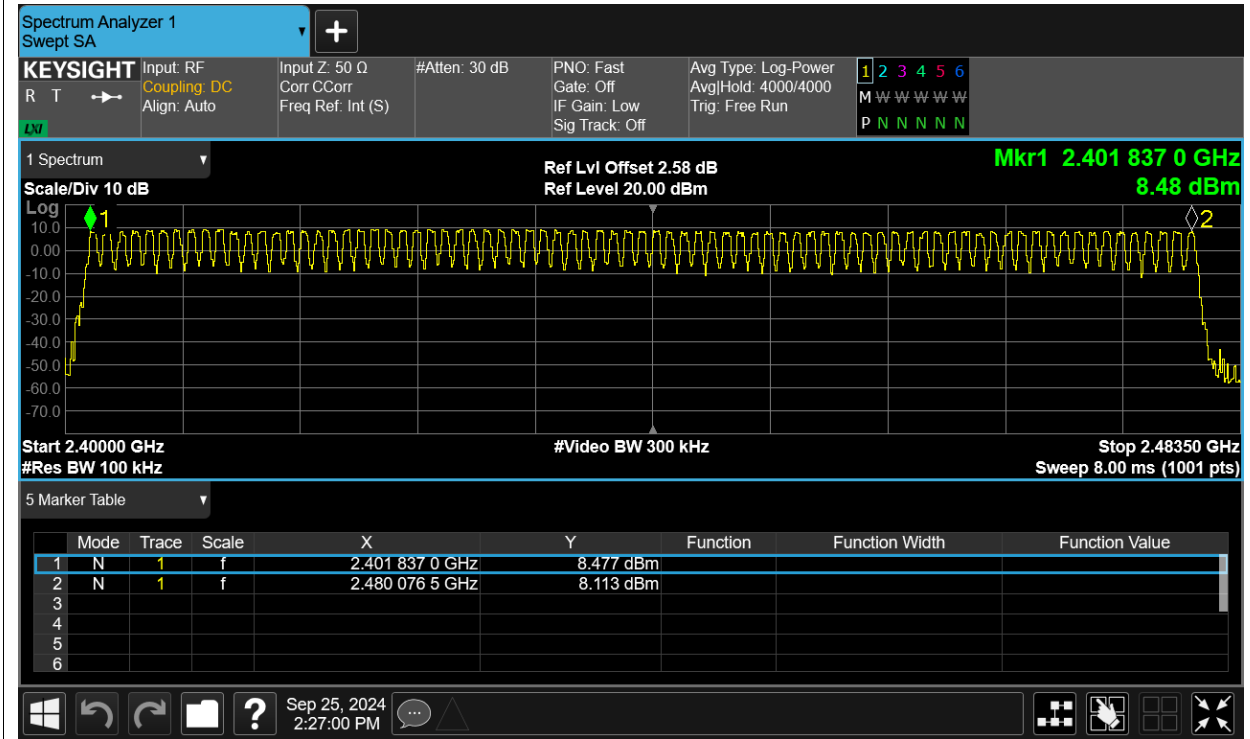 Spectrum Analyzer 1
Swept SA
KEYSIGHT
R T
LXI
Input: RF
Coupling: DC
Align: Auto
Input Z: 50 Ω
Corr CCorr
Freq Ref: Int (S)
#Atten: 30 dB
PNO: Fast
Gate: Off
IF Gain: Low
Sig Track: Off
Avg Type: Log-Power
Avg|Hold: 4000/4000
Trig: Free Run
1 2 3 4 5 6
M W W W W W
P N N N N N
1 Spectrum
Scale/Div 10 dB
Ref Lvl Offset 2.58 dB
Ref Level 20.00 dBm
Mkr1 2.401 837 0 GHz
8.48 dBm
Log
1
2
10.0
0.00
-10.0
-20.0
-30.0
-40.0
-50.0
-60.0
-70.0
Start 2.40000 GHz
#Video BW 300 kHz
Stop 2.48350 GHz
#Res BW 100 kHz
Sweep 8.00 ms (1001 pts)
5 Marker Table
Mode Trace Scale X Y Function Function Width Function Value
1 N 1 f 2.401 837 0 GHz 8.477 dBm
2 N 1 f 2.480 076 5 GHz 8.113 dBm
3
4
5
6
?
Sep 25, 2024
2:27:00 PM